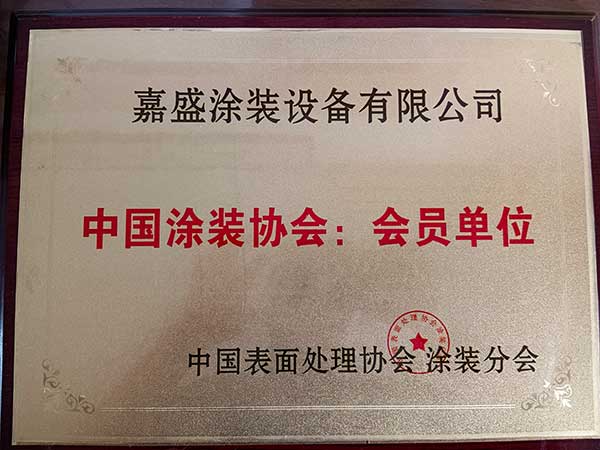 嘉盛涂装设备有限公司
中国涂装协会：会员单位
中国表面处理协会 涂装分会